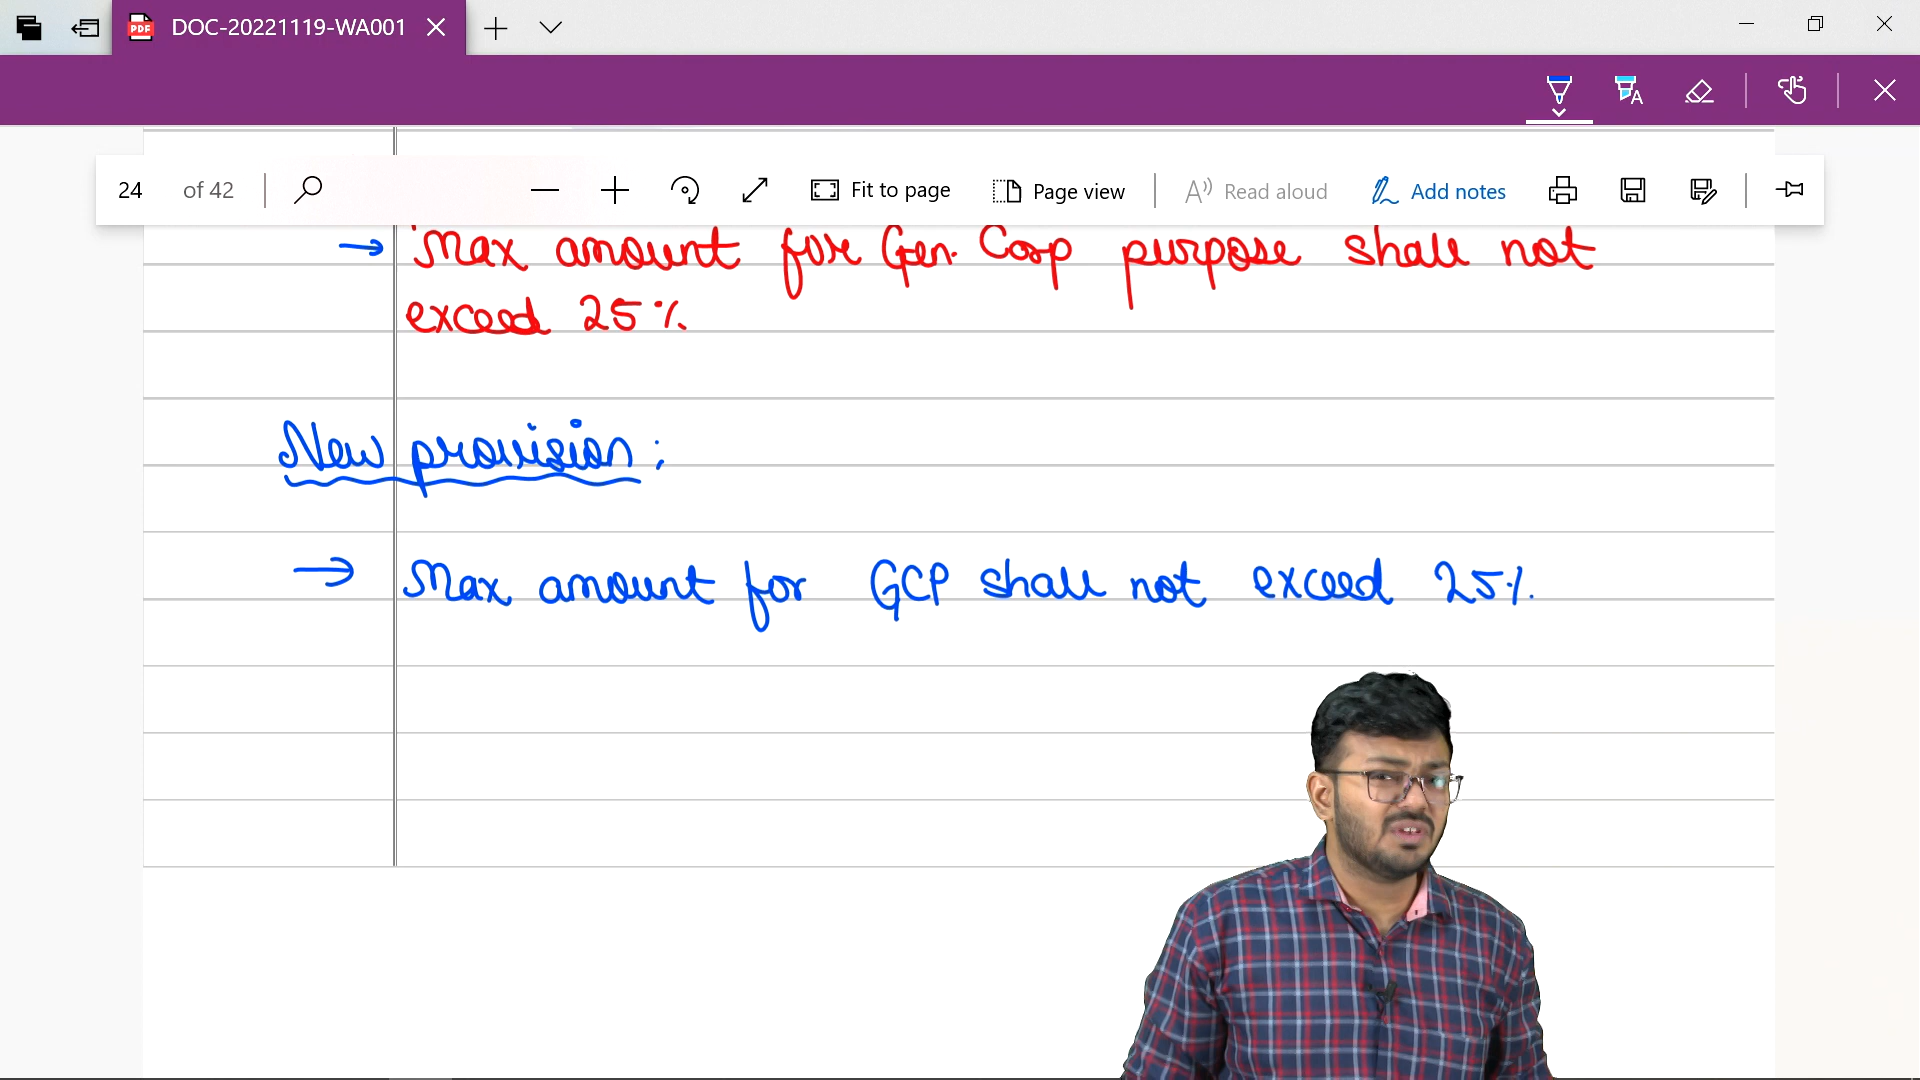 DOC-20221119-WA001
PDF
24 of 42
Fit to page
Page view
Read aloud
Add notes
→ Max amount for Gen. Corp purpose shall not
exceed 25%
New provision:
→ Max amount for GCP shall not exceed 25%.